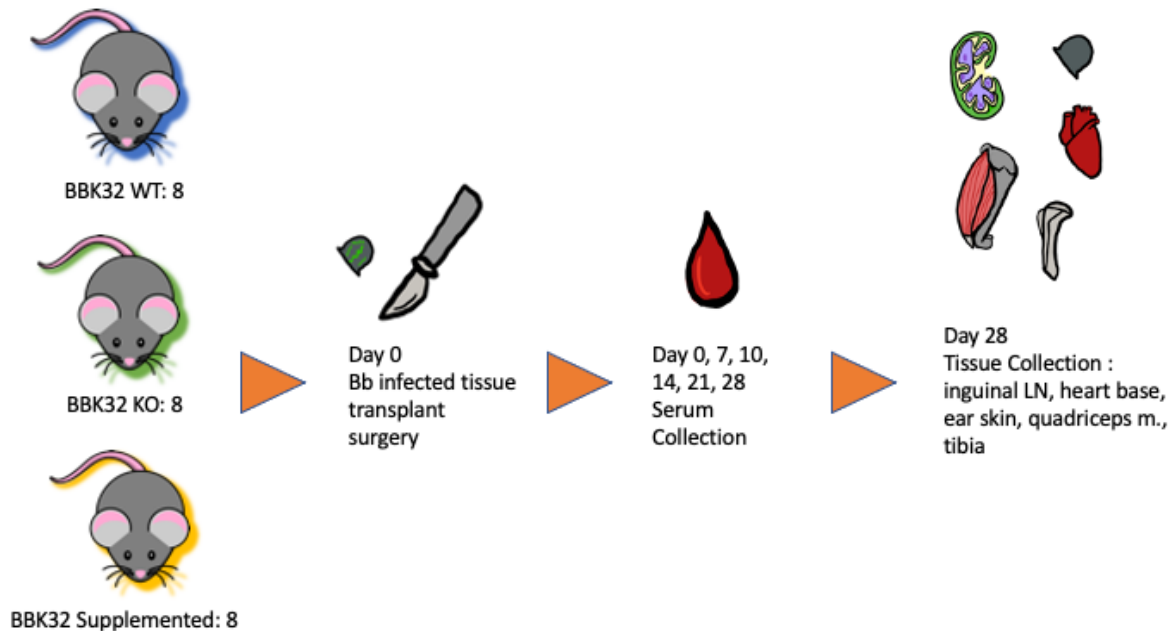 BBK32 WT: 8
BBK32 KO: 8
BBK32 Supplemented: 8
Day 0
Bb infected tissue
transplant
surgery
Day 0, 7, 10,
14, 21, 28
Serum
Collection
Day 28
Tissue Collection :
inguinal LN, heart base,
ear skin, quadriceps m.,
tibia